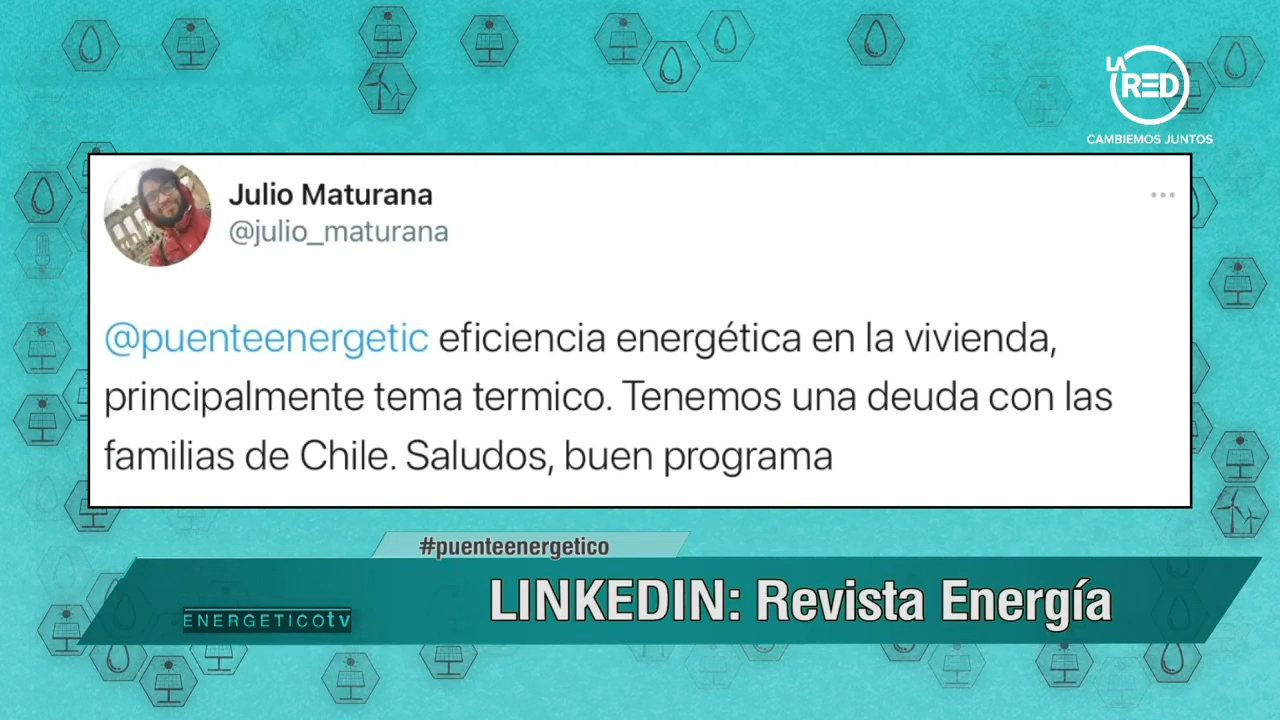 LA
RED
CAMBIEMOS JUNTOS
Julio Maturana
@julio_maturana
@puenteenergetic eficiencia energética en la vivienda,
principalmente tema termico. Tenemos una deuda con las
familias de Chile. Saludos, buen programa
#puenteenergetico
LINKEDIN: Revista Energía
ENERGETICOtv